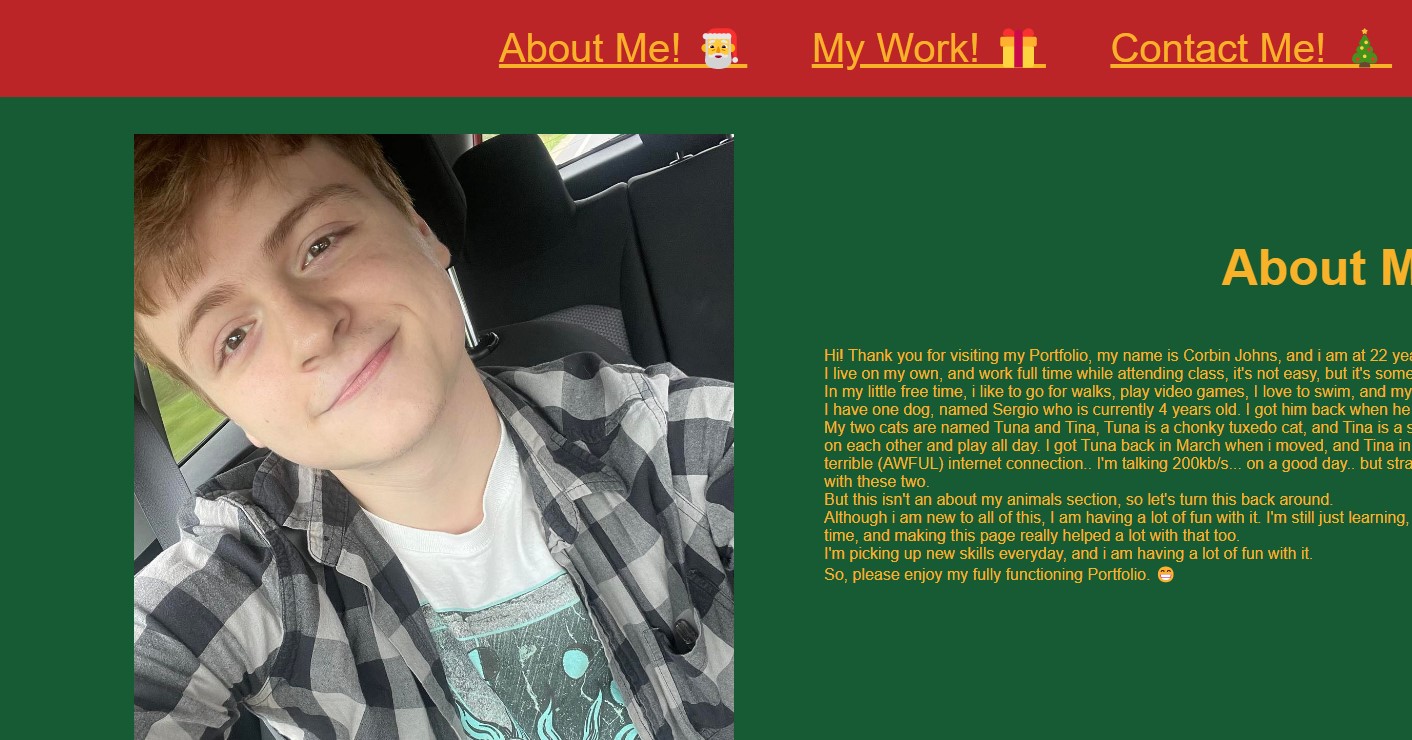 About Me! 🎅 My Work! 🎁 Contact Me! 🎄
About
Hi! Thank you for visiting my Portfolio, my name is Corbin Johns, and i am at 22
I live on my own, and work full time while attending class, it's not easy, but it's
In my little free time, i like to go for walks, play video games, I love to swim, and my
I have one dog, named Sergio who is currently 4 years old. I got him back when he
My two cats are named Tuna and Tina, Tuna is a chonky tuxedo cat, and Tina is a
on each other and play all day. I got Tuna back in March when i moved, and Tina in
terrible (AWFUL) internet connection.. I'm talking 200kb/s... on a good day.. but
with these two.
But this isn't an about my animals section, so let's turn this back around.
Although i am new to all of this, I am having a lot of fun with it. I'm still just learning,
time, and making this page really helped a lot with that too.
I'm picking up new skills everyday, and i am having a lot of fun with it.
So, please enjoy my fully functioning Portfolio. 😁